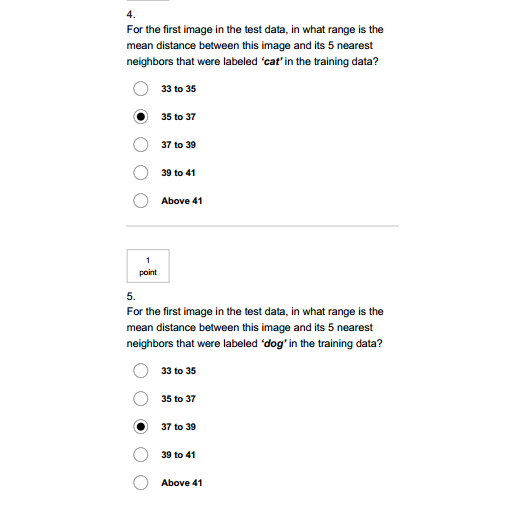 4.
For the first image in the test data, in what range is the
mean distance between this image and its 5 nearest
neighbors that were labeled ‘cat’ in the training data?
33 to 35
35 to 37
37 to 39
39 to 41
Above 41
1
point
5.
For the first image in the test data, in what range is the
mean distance between this image and its 5 nearest
neighbors that were labeled ‘dog’ in the training data?
33 to 35
35 to 37
37 to 39
39 to 41
Above 41